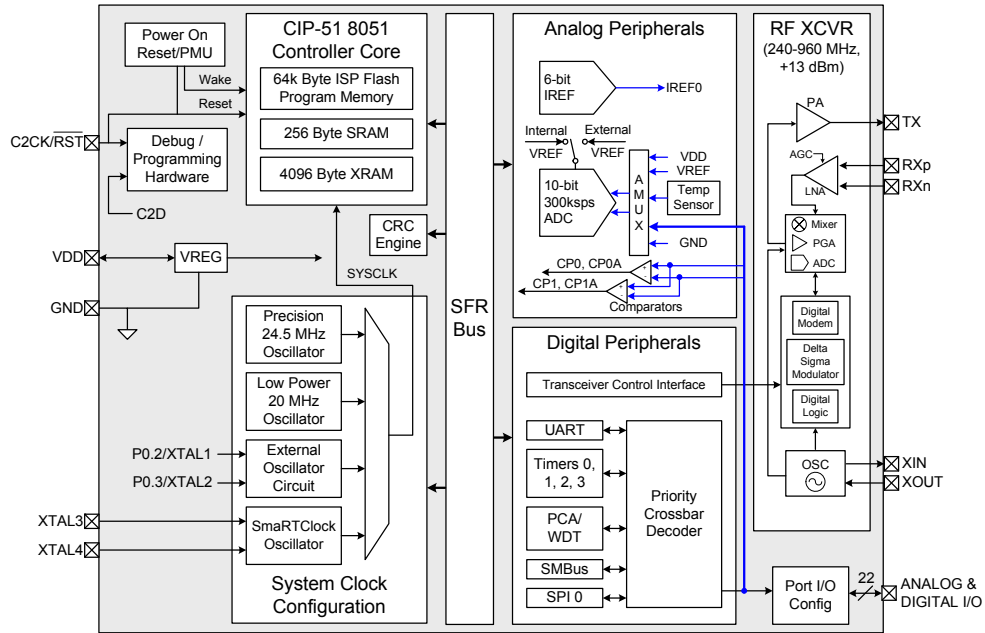 Power On
Reset/PMU
Wake
Reset
C2CK/RST
Debug /
Programming
Hardware
C2D
VDD
VREG
GND
CIP-51 8051
Controller Core
64k Byte ISP Flash
Program Memory
256 Byte SRAM
4096 Byte XRAM
CRC
Engine
SYSCLK
Precision
24.5 MHz
Oscillator
Low Power
20 MHz
Oscillator
P0.2/XTAL1
P0.3/XTAL2
External
Oscillator
Circuit
XTAL3
XTAL4
SmaRTClock
Oscillator
System Clock
Configuration
SFR
Bus
Analog Peripherals
6-bit
IREF
IREF0
Internal
External
VREF
VREF
10-bit
300ksps
ADC
A
M
U
X
VDD
VREF
Temp
Sensor
GND
CP0, CP0A
+
-
CP1, CP1A
+
-
Comparators
Digital Peripherals
Transceiver Control Interface
UART
Timers 0,
1, 2, 3
PCA/
WDT
SMBus
SPI 0
Priority
Crossbar
Decoder
RF XCVR
(240-960 MHz,
+13 dBm)
PA
TX
AGC
LNA
RXp
RXn
Mixer
PGA
ADC
Digital
Modem
Delta
Sigma
Modulator
Digital
Logic
OSC
XIN
XOUT
Port I/O
Config
22
ANALOG &
DIGITAL I/O